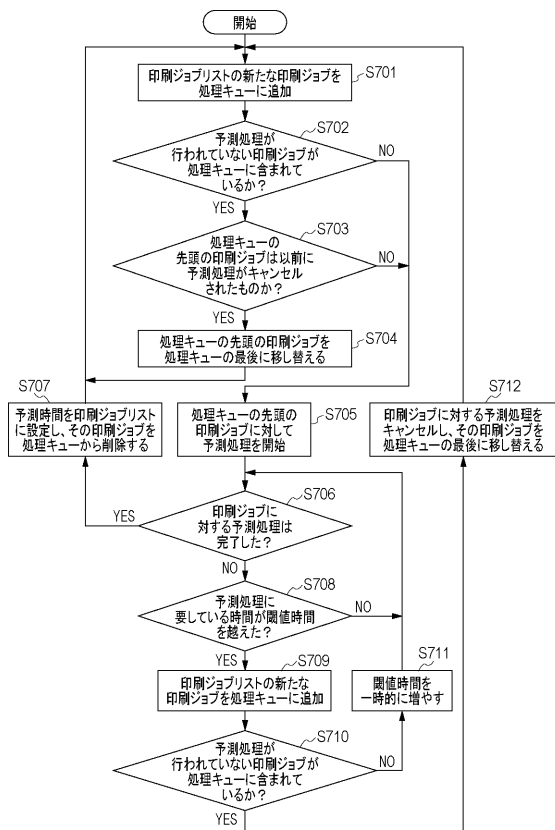 開始
印刷ジョブリストの新たな印刷ジョブを
処理キューに追加
S701
予測処理が
行われていない印刷ジョブが
処理キューに含まれて
いるか？
S702
NO
YES
処理キューの
先頭の印刷ジョブは以前に
予測処理がキャンセル
されたものか？
S703
NO
YES
処理キューの先頭の印刷ジョブを
処理キューの最後に移し替える
S704
S707
予測時間を印刷ジョブリスト
に設定し、その印刷ジョブを
処理キューから削除する
処理キューの先頭の
印刷ジョブに対して
予測処理を開始
S705
S712
印刷ジョブに対する予測処理を
キャンセルし、その印刷ジョブを
処理キューの最後に移し替える
印刷ジョブに
対する予測処理は
完了した？
S706
YES
NO
予測処理に
要している時間が閾値時間
を越えた？
S708
NO
YES
S709
印刷ジョブリストの新たな
印刷ジョブを処理キューに追加
S711
閾値時間を
一時的に増やす
予測処理が
行われていない印刷ジョブが
処理キューに含まれて
いるか？
S710
NO
YES